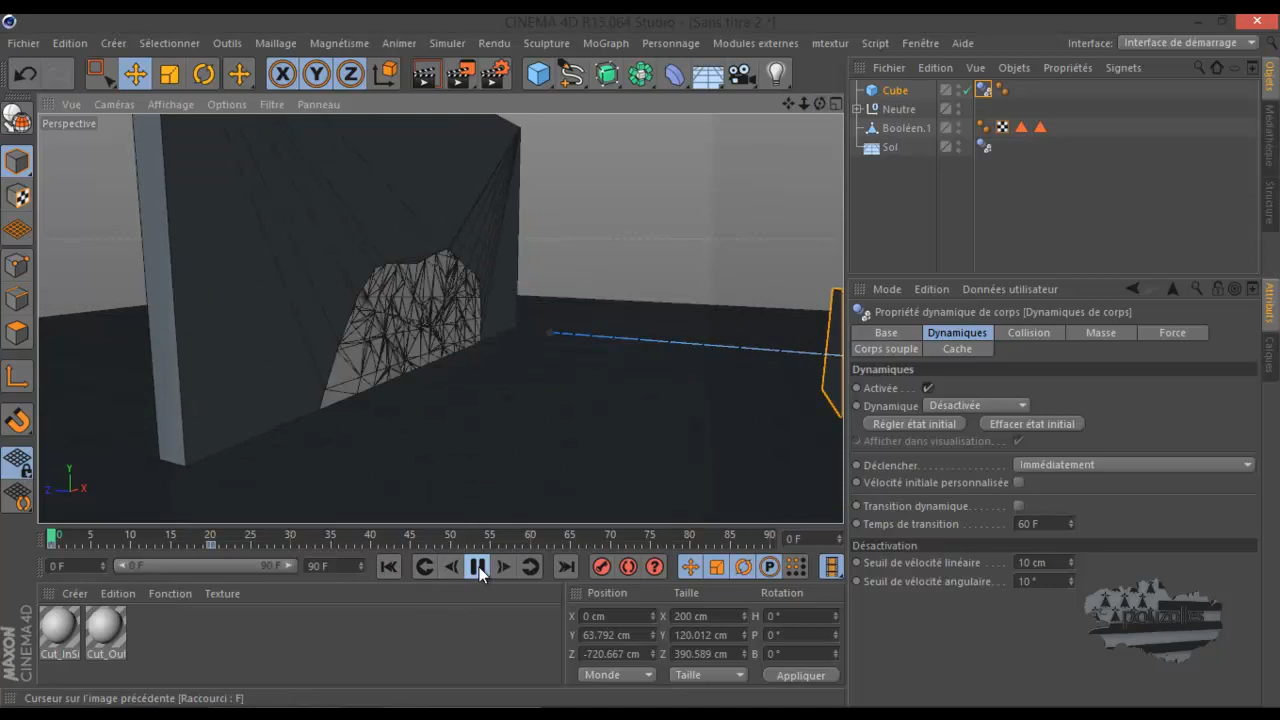 CINEMA 4D R15.064 Studio - [Sans titre 2 *]
Fichier Edition Créer Sélectionner Outils Maillage Magnétisme Animer Simuler Rendu Sculpture MoGraph Personnage Modules externes mtextur Script Fenêtre Aide Interface: Interface de démarrage
X Y Z
Fichier Edition Vue Objets Propriétés Signets
Objets
Médiathèque
Structure
Cube
Neutre
Booléen.1
Sol
Vue Caméras Affichage Options Filtre Panneau
Perspective
Y
Z X
Mode Edition Données utilisateur
Attributs
Calques
Propriété dynamique de corps [Dynamiques de corps]
Base Dynamiques Collision Masse Force
Corps souple Cache
Dynamiques
Activée
Dynamique Désactivée
Régler état initial Effacer état initial
Afficher dans visualisation
Déclencher Immédiatement
Vélocité initiale personnalisée
Transition dynamique
Temps de transition 60 F
Désactivation
Seuil de vélocité linéaire 10 cm
Seuil de vélocité angulaire 10 °
0 5 10 15 20 25 30 35 40 45 50 55 60 65 70 75 80 85 90 0 F
0 F 0 F 90 F 90 F P
Créer Edition Fonction Texture
Cut_InSi Cut_Out
Position Taille Rotation
X 0 cm X 200 cm H 0 °
Y 63.792 cm Y 120.012 cm P 0 °
Z -720.667 cm Z 390.589 cm B 0 °
Monde Taille Appliquer
MAXON CINEMA 4D
Curseur sur l'image précédente [Raccourci : F]